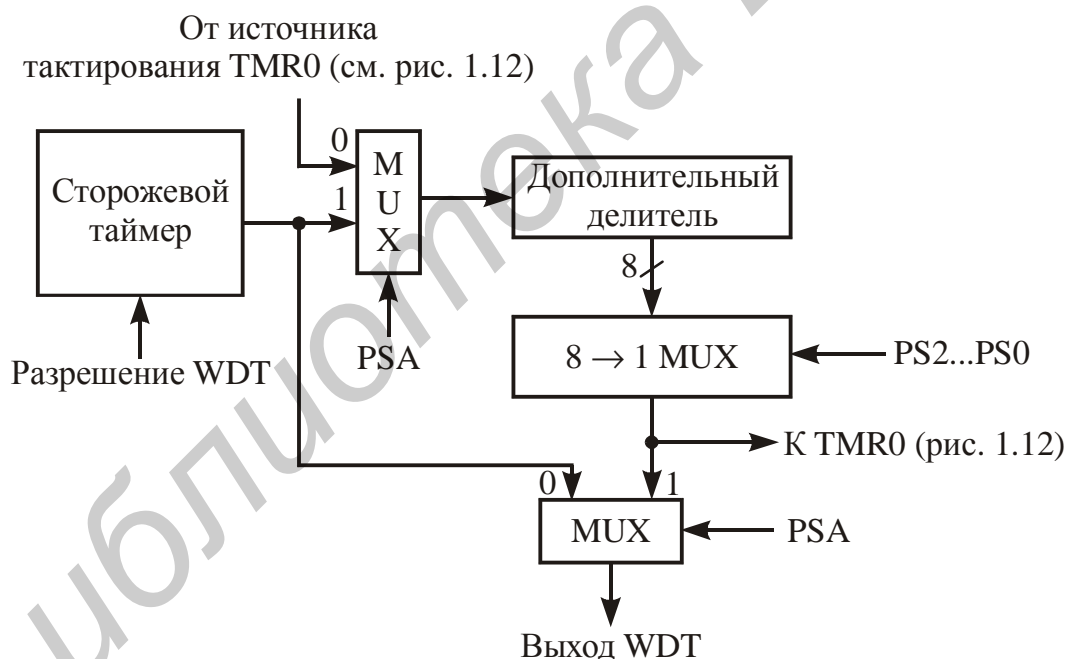 От источника
тактирования TMR0 (см. рис. 1.12)
Сторожевой
таймер
0
1
M
U
X
Дополнительный
делитель
8
Разрешение WDT
PSA
8 → 1 MUX
PS2...PS0
К TMR0 (рис. 1.12)
0
1
MUX
PSA
Выход WDT
иблиотека